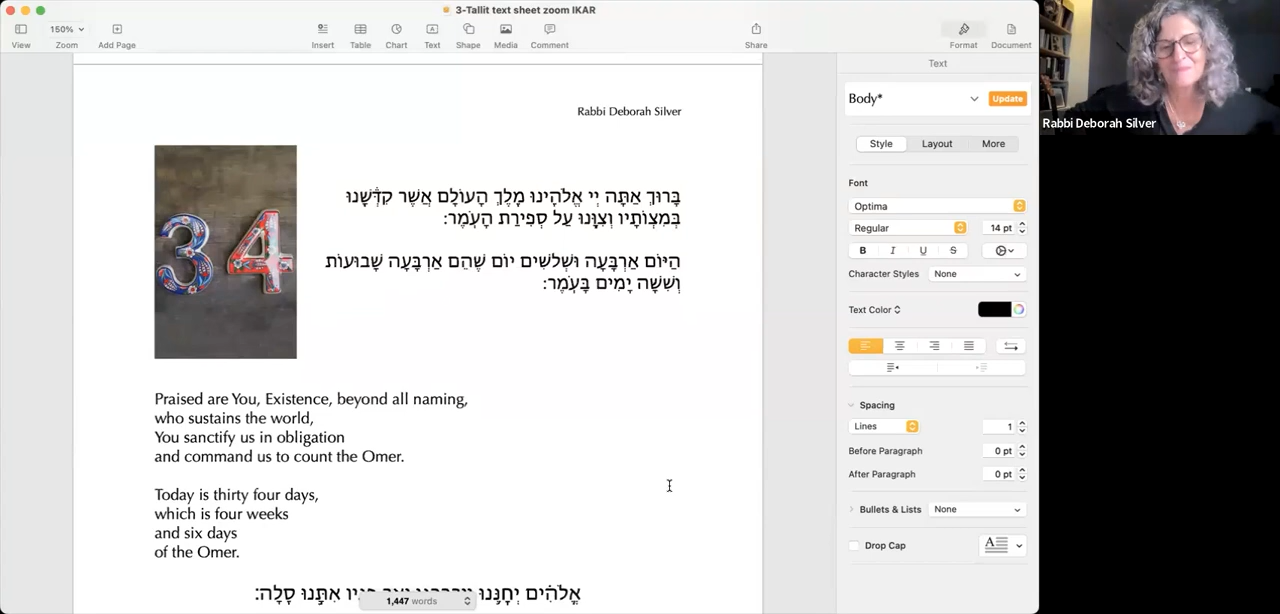 3-Tallit text sheet zoom IKAR
150%
View
Zoom
Add Page
Insert
Table
Chart
Text
Shape
Media
Comment
Share
Format
Document
Rabbi Deborah Silver
34
בָּרוּךְ אַתָּה יְיָ אֱלֹהֵינוּ מֶלֶךְ הָעוֹלָם אֲשֶׁר קִדְּשָׁנוּ
בְּמִצְוֹתָיו וְצִוָּנוּ עַל סְפִירַת הָעֹמֶר:
הַיּוֹם אַרְבָּעָה וּשְׁלֹשִׁים יוֹם שֶׁהֵם אַרְבָּעָה שָׁבוּעוֹת
וְשִׁשָּׁה יָמִים בָּעֹמֶר:
Praised are You, Existence, beyond all naming,
who sustains the world,
You sanctify us in obligation
and command us to count the Omer.
Today is thirty four days,
which is four weeks
and six days
of the Omer.
אֱלֹהִים יְחָנֵּנוּ אִתָּנוּ סֶלָה:
1,447 words
Text
Body*
Update
Style
Layout
More
Font
Optima
Regular
14 pt
B
I
U
S
Character Styles
None
Text Color
Spacing
Lines
1
Before Paragraph
0 pt
After Paragraph
0 pt
Bullets & Lists
None
Drop Cap
A
Rabbi Deborah Silver